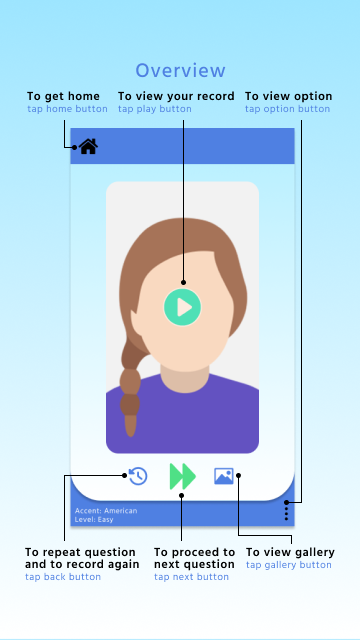 Overview
To get home
tap home button
To view your record
tap play button
To view option
tap option button
Accent: American
Level: Easy
To repeat question
and to record again
tap back button
To proceed to
next question
tap next button
To view gallery
tap gallery button